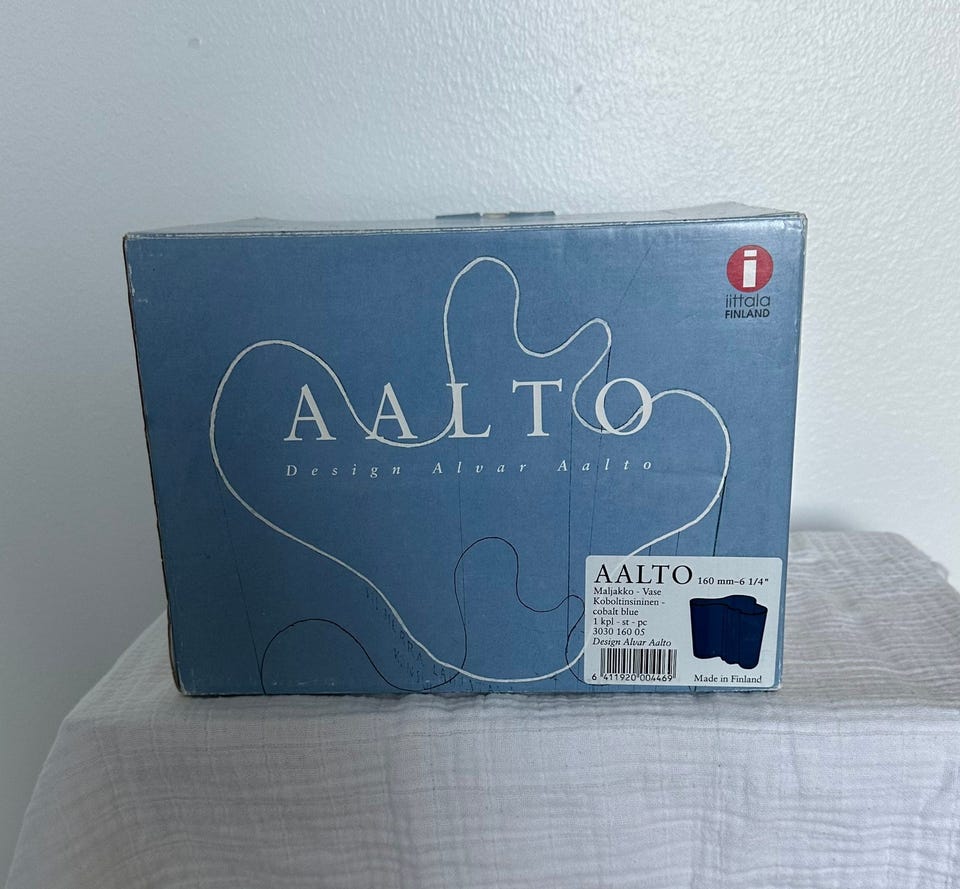 i
iittala
FINLAND
AALTO
Design Alvar Aalto
AALTO 160 mm-6 1/4"
Maljakko - Vase
Koboltinsininen -
cobalt blue
1 kpl - st - pc
3030 160 05
Design Alvar Aalto
6 411920 004469
Made in Finland